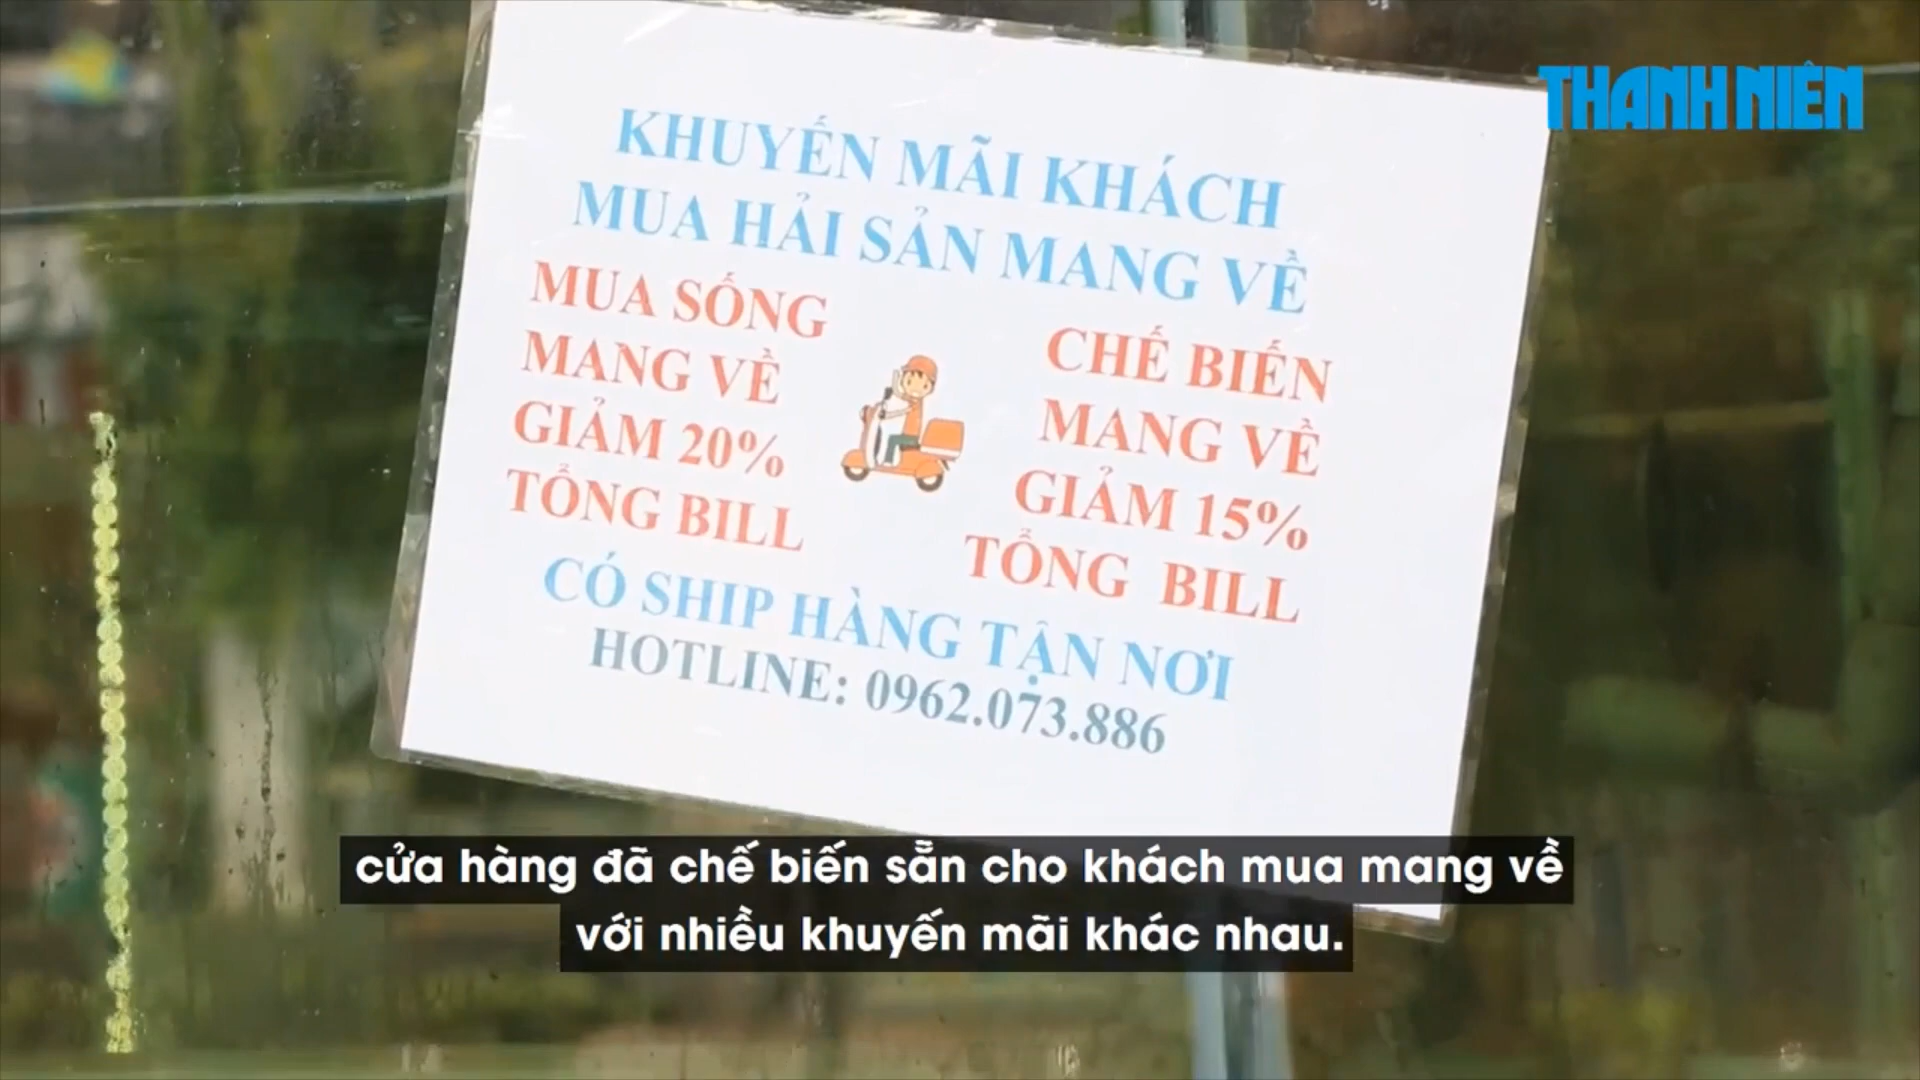 THANH NIÊN
KHUYẾN MÃI KHÁCH
MUA HẢI SẢN MANG VỀ
MUA SỐNG
MANG VỀ
GIẢM 20%
TỔNG BILL
CHẾ BIẾN
MANG VỀ
GIẢM 15%
TỔNG BILL
CÓ SHIP HÀNG TẬN NƠI
HOTLINE: 0962.073.886
cửa hàng đã chế biến sẵn cho khách mua mang về
với nhiều khuyến mãi khác nhau.